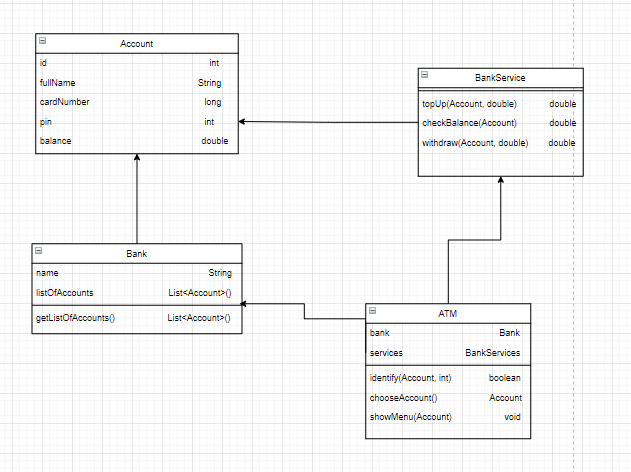 Account
id int
fullName String
cardNumber long
pin int
balance double
BankService
topUp(Account, double) double
checkBalance(Account) double
withdraw(Account, double) double
Bank
name String
listOfAccounts List<Account>()
getListOfAccounts() List<Account>()
ATM
bank Bank
services BankServices
identify(Account, int) boolean
chooseAccount() Account
showMenu(Account) void